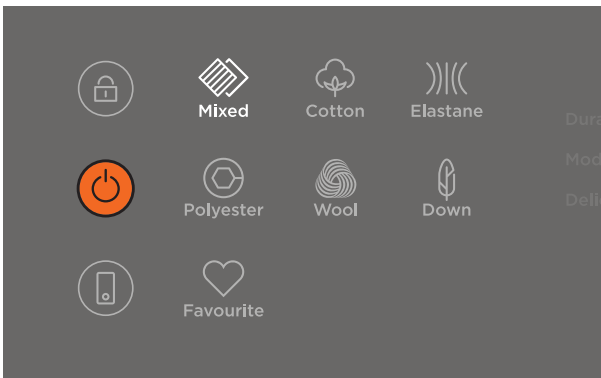 Mixed
Cotton
Elastane
Polyester
Wool
Down
Favourite